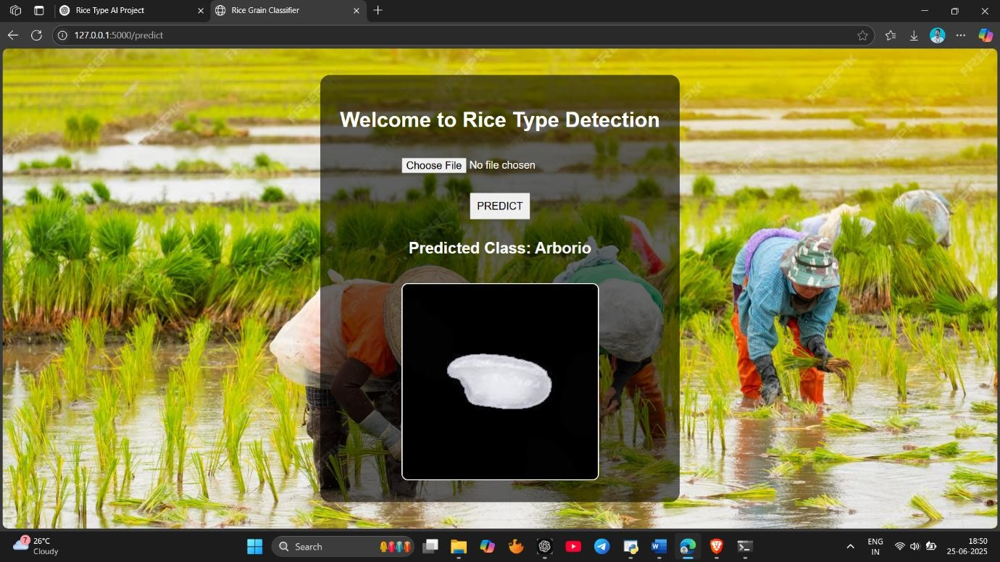 Rice Type AI Project
Rice Grain Classifier
127.0.0.1:5000/predict
Welcome to Rice Type Detection
Choose File No file chosen
PREDICT
Predicted Class: Arborio
FREEPIK
7
26°C
Cloudy
Search
ENG
IN
18:50
25-06-2025